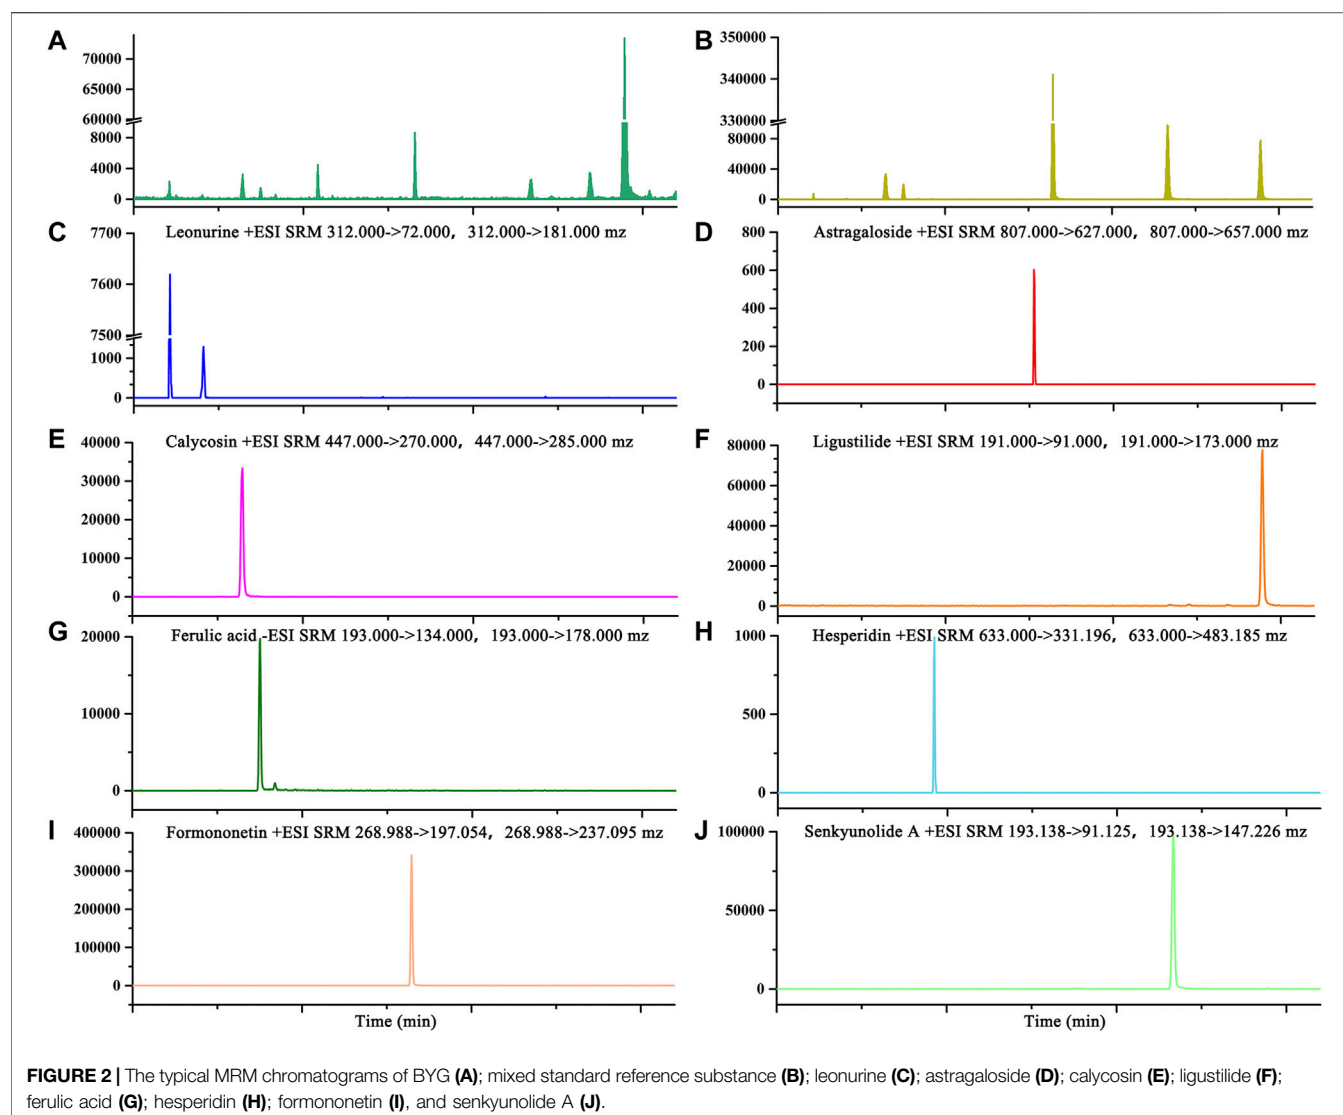 A
70000
65000
60000
8000
4000
0
B
350000
340000
330000
80000
40000
0
C
Leonurine +ESI SRM 312.000->72.000, 312.000->181.000 mz
7700
7600
7500
1000
0
D
Astragaloside +ESI SRM 807.000->627.000, 807.000->657.000 mz
800
600
400
200
0
E
Calycosin +ESI SRM 447.000->270.000, 447.000->285.000 mz
40000
30000
20000
10000
0
F
Ligustilide +ESI SRM 191.000->91.000, 191.000->173.000 mz
80000
60000
40000
20000
0
G
Ferulic acid -ESI SRM 193.000->134.000, 193.000->178.000 mz
20000
10000
0
H
Hesperidin +ESI SRM 633.000->331.196, 633.000->483.185 mz
1000
500
0
I
Formononetin +ESI SRM 268.988->197.054, 268.988->237.095 mz
400000
300000
200000
100000
0
Time (min)
J
Senkyunolide A +ESI SRM 193.138->91.125, 193.138->147.226 mz
100000
50000
0
Time (min)
FIGURE 2 | The typical MRM chromatograms of BYG (A); mixed standard reference substance (B); leonurine (C); astragaloside (D); calycosin (E); ligustilide (F);
ferulic acid (G); hesperidin (H); formononetin (I), and senkyunolide A (J).